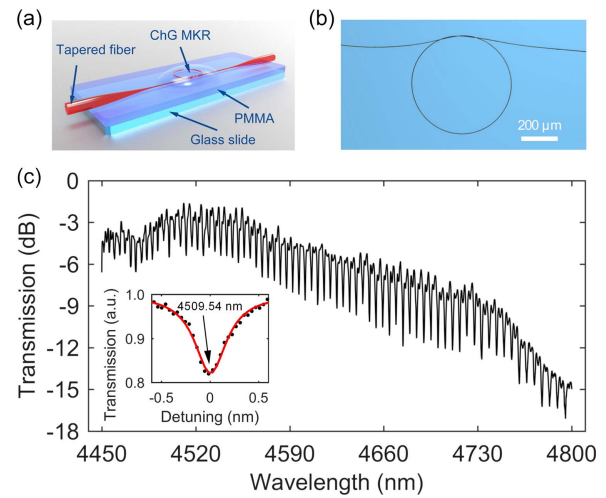 (a)
ChG MKR
Tapered fiber
PMMA
Glass slide
(b)
200 µm
(c)
0
-3
-6
-9
-12
-15
-18
Transmission (dB)
4450
4520
4590
4660
4730
4800
Wavelength (nm)
1.0
0.9
0.8
Transmission (a.u.)
4509.54 nm
-0.5
0
0.5
Detuning (nm)